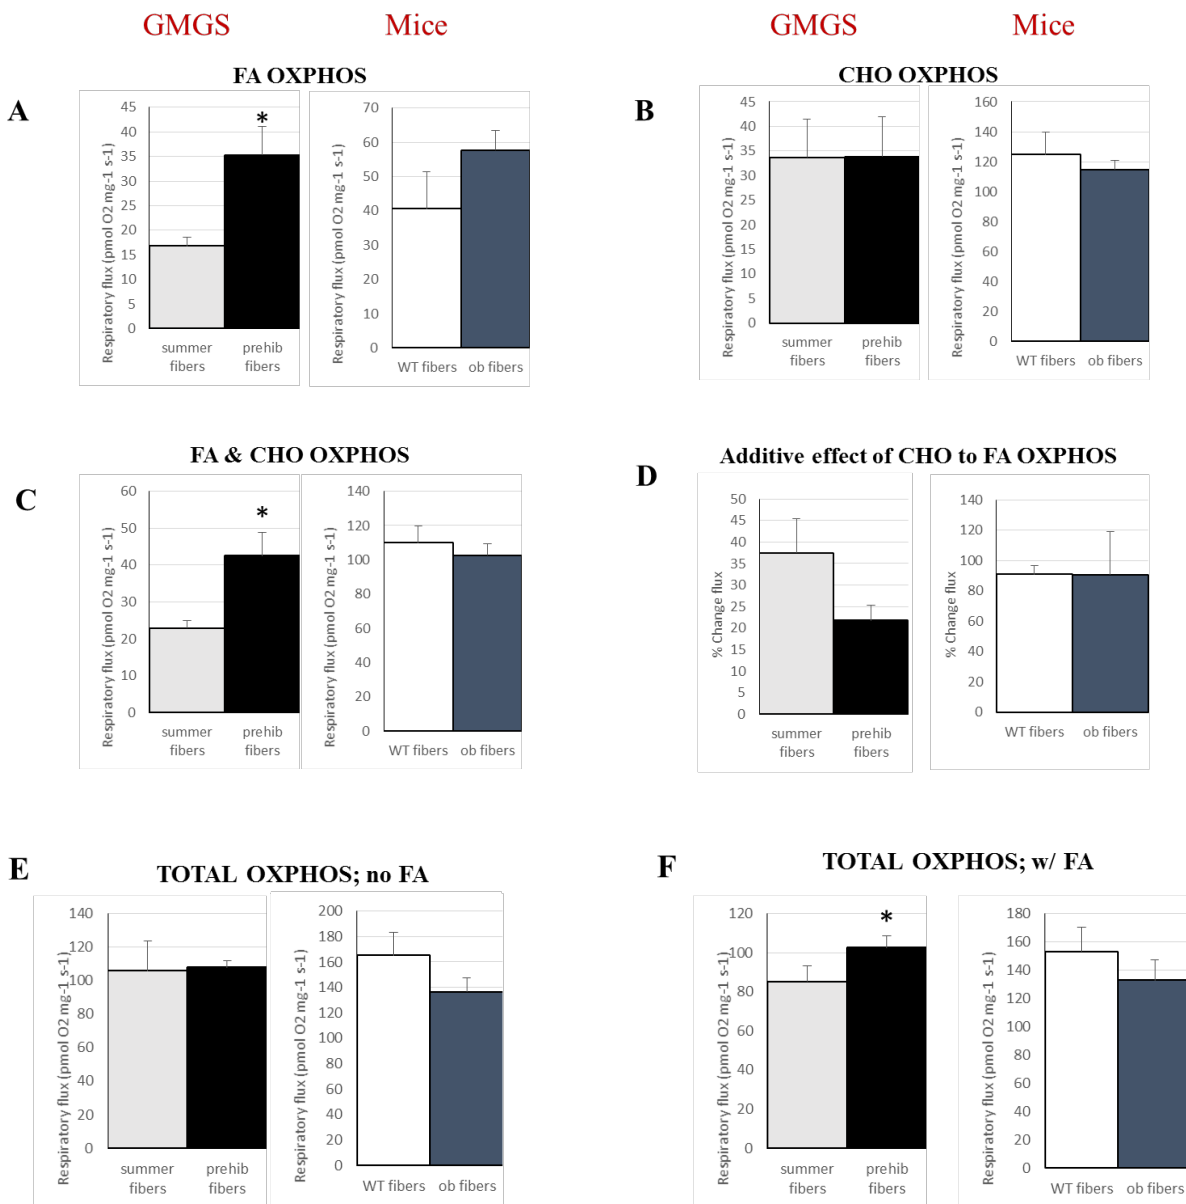 GMGS Mice GMGS Mice
A
FA OXPHOS
Respiratory flux (pmol O2 mg-1 s-1)
45
40
35
30
25
20
15
10
5
0
*
summer fibers
prehib fibers
Respiratory flux (pmol O2 mg-1 s-1)
70
60
50
40
30
20
10
0
WT fibers ob fibers
B
CHO OXPHOS
Respiratory flux (pmol O2 mg-1 s-1)
45
40
35
30
25
20
15
10
5
0
summer fibers
prehib fibers
Respiratory flux (pmol O2 mg-1 s-1)
160
140
120
100
80
60
40
20
0
WT fibers ob fibers
C
FA & CHO OXPHOS
Respiratory flux (pmol O2 mg-1 s-1)
60
50
40
30
20
10
0
*
summer fibers
prehib fibers
Respiratory flux (pmol O2 mg-1 s-1)
140
120
100
80
60
40
20
0
WT fibers ob fibers
D
Additive effect of CHO to FA OXPHOS
% Change flux
50
45
40
35
30
25
20
15
10
5
0
summer fibers
prehib fibers
% Change flux
140
120
100
80
60
40
20
0
WT fibers ob fibers
E
TOTAL OXPHOS; no FA
Respiratory flux (pmol O2 mg-1 s-1)
140
120
100
80
60
40
20
0
summer fibers
prehib fibers
Respiratory flux (pmol O2 mg-1 s-1)
200
180
160
140
120
100
80
60
40
20
0
WT fibers ob fibers
F
TOTAL OXPHOS; w/ FA
Respiratory flux (pmol O2 mg-1 s-1)
120
100
80
60
40
20
0
*
summer fibers
prehib fibers
Respiratory flux (pmol O2 mg-1 s-1)
180
160
140
120
100
80
60
40
20
0
WT fibers ob fibers